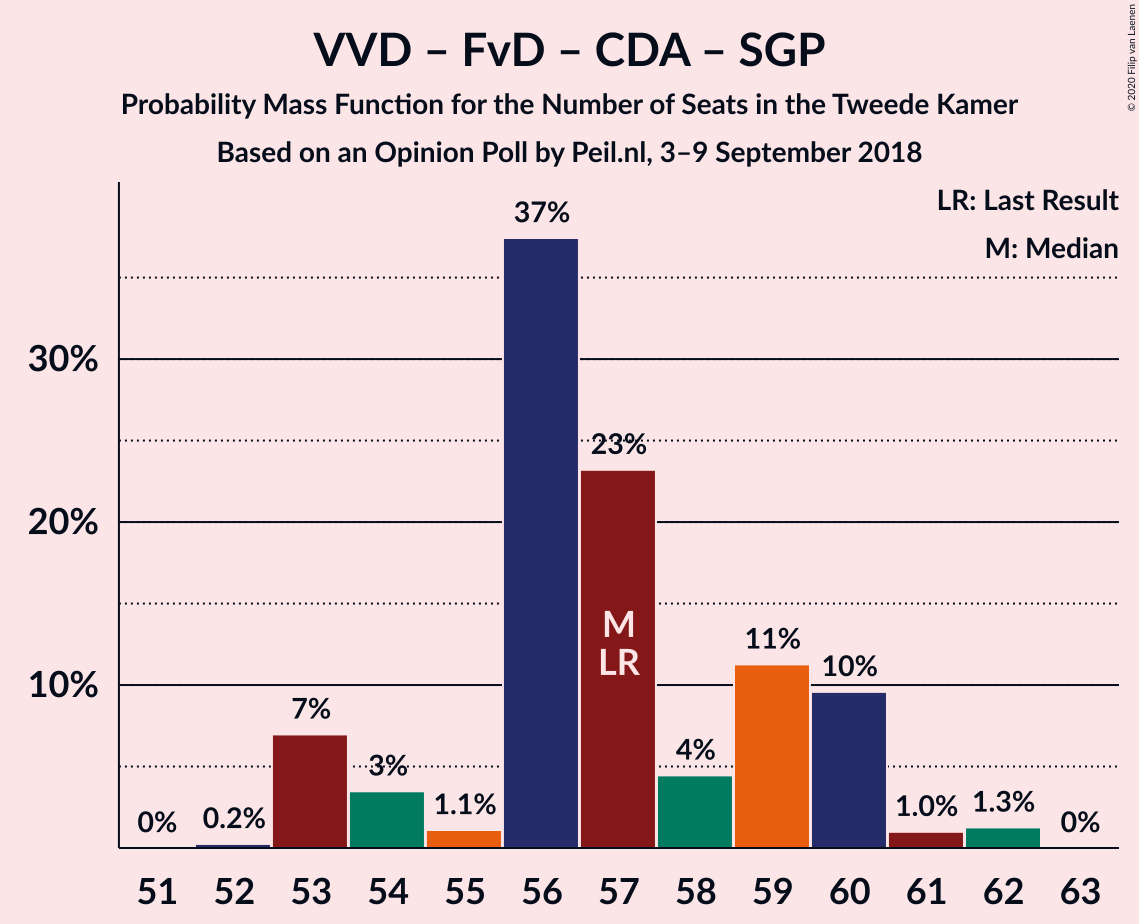 VVD – FvD – CDA – SGP
Probability Mass Function for the Number of Seats in the Tweede Kamer
Based on an Opinion Poll by Peil.nl, 3–9 September 2018
© 2020 Filip van Laenen
LR: Last Result
M: Median
30%
20%
10%
0%
0.2%
7%
3%
1.1%
37%
23%
M
LR
4%
11%
10%
1.0%
1.3%
0%
51 52 53 54 55 56 57 58 59 60 61 62 63